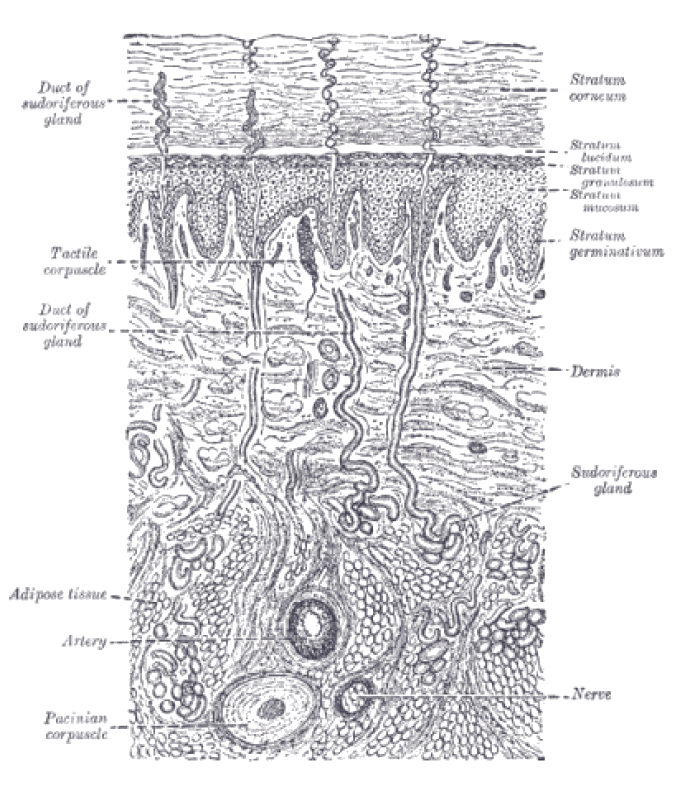 Duct of
sudoriferous
gland
Tactile
corpuscle
Duct of
sudoriferous
gland
Adipose tissue
Artery
Pacinian
corpuscle
Stratum
corneum
Stratum
lucidum
Stratum
granulosum
Stratum
mucosum
Stratum
germinativum
Dermis
Sudoriferous
gland
Nerve